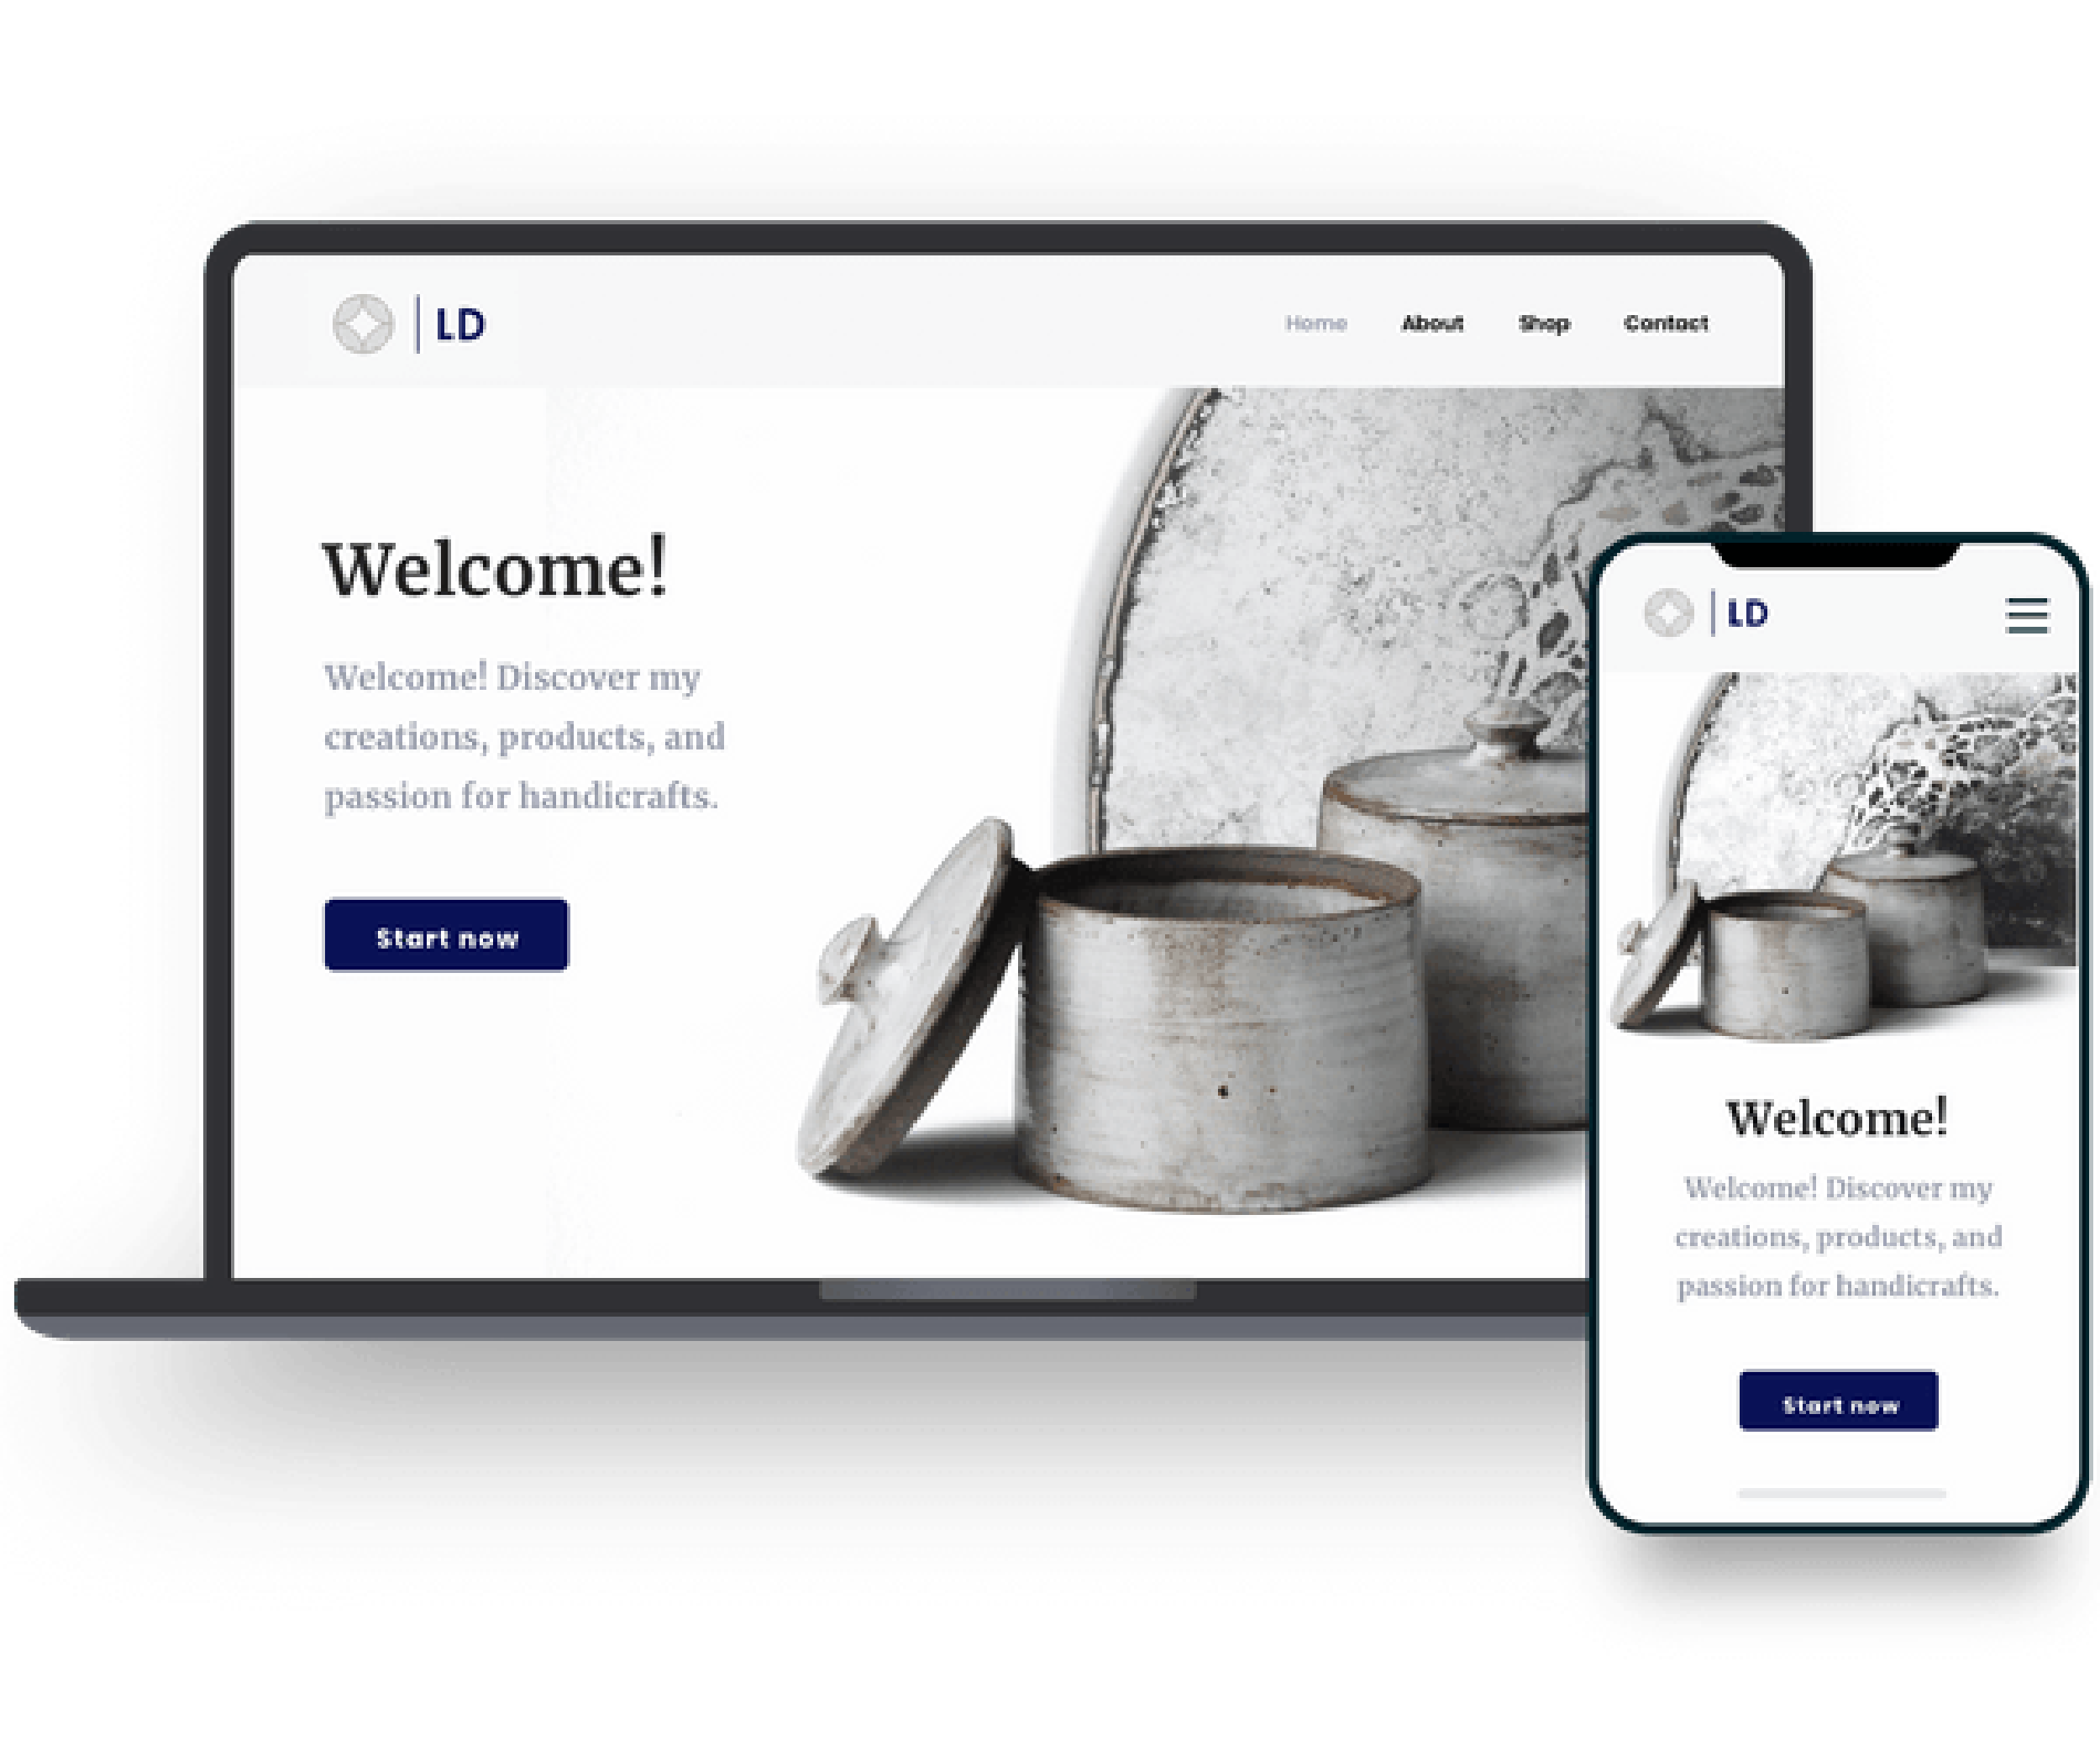 LD
Home About Shop Contact
Welcome!
Welcome! Discover my
creations, products, and
passion for handicrafts.
Start now
LD
Welcome!
Welcome! Discover my
creations, products, and
passion for handicrafts.
Start now